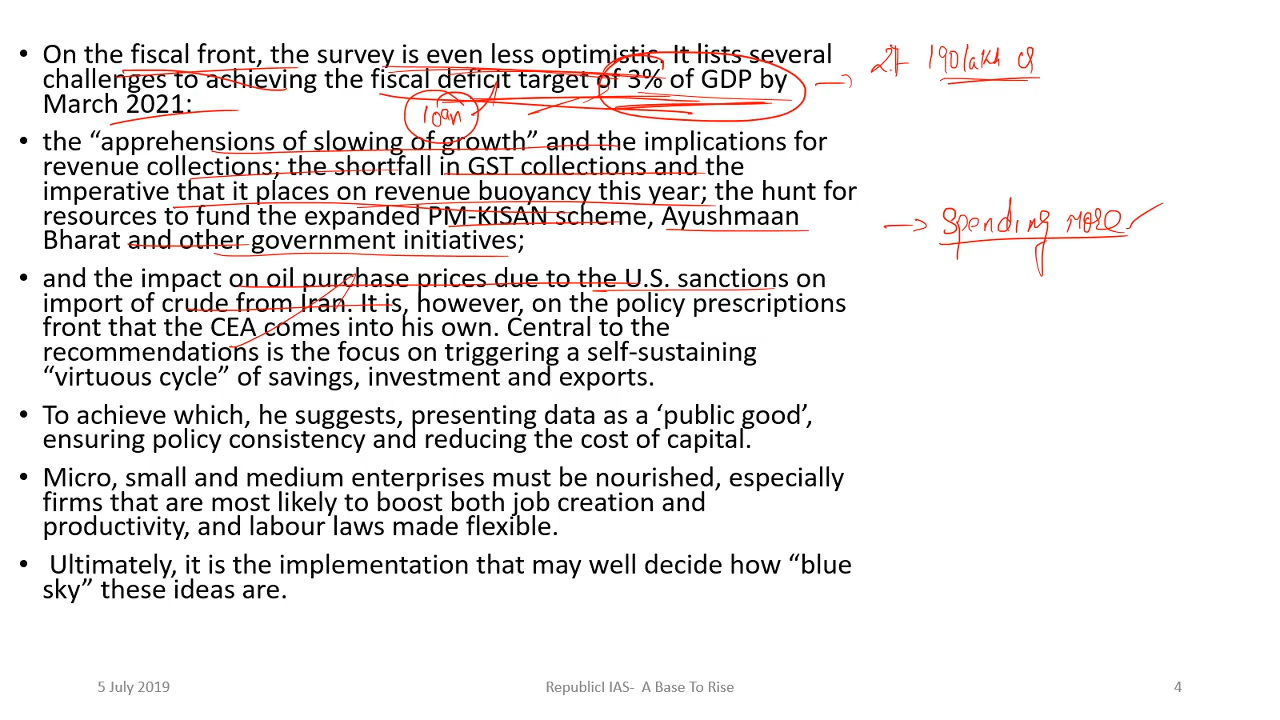 • On the fiscal front, the survey is even less optimistic. It lists several
challenges to achieving the fiscal deficit target of 3% of GDP by
March 2021:
190 lakh cr
loan
• the “apprehensions of slowing of growth” and the implications for
revenue collections; the shortfall in GST collections and the
imperative that it places on revenue buoyancy this year; the hunt for
resources to fund the expanded PM-KISAN scheme, Ayushmaan
Bharat and other government initiatives;
→ Spending more
• and the impact on oil purchase prices due to the U.S. sanctions on
import of crude from Iran. It is, however, on the policy prescriptions
front that the CEA comes into his own. Central to the
recommendations is the focus on triggering a self-sustaining
“virtuous cycle” of savings, investment and exports.
• To achieve which, he suggests, presenting data as a ‘public good’,
ensuring policy consistency and reducing the cost of capital.
• Micro, small and medium enterprises must be nourished, especially
firms that are most likely to boost both job creation and
productivity, and labour laws made flexible.
• Ultimately, it is the implementation that may well decide how “blue
sky” these ideas are.
5 July 2019
RepublicI IAS- A Base To Rise
4